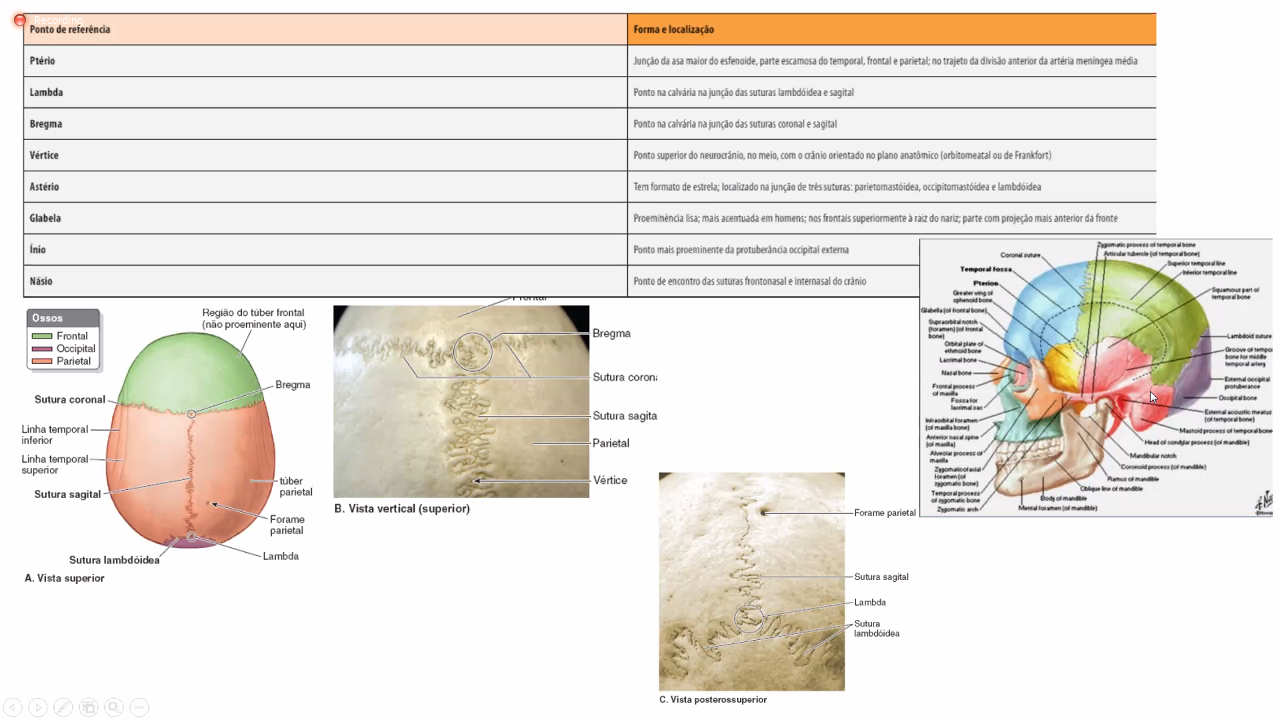 Recording
Ponto de referência
Forma e localização
Ptério
Junção da asa maior do esfenoide, parte escamosa do temporal, frontal e parietal; no trajeto da divisão anterior da artéria meníngea média
Lambda
Ponto na calvária na junção das suturas lambdóidea e sagital
Bregma
Ponto na calvária na junção das suturas coronal e sagital
Vértice
Ponto superior do neurocrânio, no meio, com o crânio orientado no plano anatômico (orbitomeatal ou de Frankfort)
Astério
Tem formato de estrela; localizado na junção de três suturas: parietomastóidea, occipitomastóidea e lambdóidea
Glabela
Proeminência lisa; mais acentuada em homens; nos frontais superiormente à raiz do nariz; parte com projeção mais anterior da fronte
Ínio
Ponto mais proeminente da protuberância occipital externa
Násio
Ponto de encontro das suturas frontonasal e internasal do crânio
Ossos
Frontal
Occipital
Parietal
Região do túber frontal
(não proeminente aqui)
Bregma
Sutura coronal
Linha temporal
inferior
Linha temporal
superior
Sutura sagital
túber
parietal
Forame
parietal
Sutura lambdóidea
Lambda
A. Vista superior
Frontal
Bregma
Sutura corona
Sutura sagita
Parietal
Vértice
B. Vista vertical (superior)
Forame parietal
Sutura sagital
Lambda
Sutura
lambdóidea
C. Vista posterossuperior
Zygomatic process of temporal bone
Articular tubercle (of temporal bone)
Coronal suture
Superior temporal line
Temporal fossa
Inferior temporal line
Pterion
Greater wing of
sphenoid bone
Squamous part of
temporal bone
Glabella (of frontal bone)
Supraorbital notch
(foramen) (of frontal
bone)
Lambdoid suture
Orbital plate of
ethmoid bone
Groove of tempo
bone for middle
temporal artery
Lacrimal bone
Nasal bone
External occipital
protuberance
Frontal process of
maxilla
Occipital bone
Fossa for
lacrimal sac
External acoustic meatus
(of temporal bone)
Infraorbital foramen
(of maxilla bone)
Mastoid process of temporal bone
Anterior nasal spine
(of maxilla)
Head of condylar process (of mandible)
Alveolar process of
maxilla
Mandibular notch
Coronoid process (of mandible)
Zygomaticofacial
foramen (of
zygomatic bone)
Ramus of mandible
Temporal process
of zygomatic bone
Oblique line of mandible
Body of mandible
Zygomatic arch
Mental foramen (of mandible)